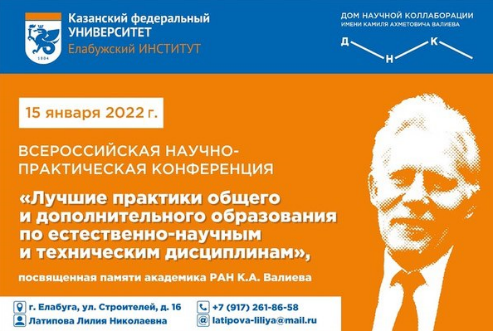 Казанский федеральный
УНИВЕРСИТЕТ
Елабужский ИНСТИТУТ
1804
ДОМ НАУЧНОЙ КОЛЛАБОРАЦИИ
ИМЕНИ КАМИЛЯ АХМЕТОВИЧА ВАЛИЕВА
Д Н К
15 января 2022 г.
ВСЕРОССИЙСКАЯ НАУЧНО-
ПРАКТИЧЕСКАЯ КОНФЕРЕНЦИЯ
«Лучшие практики общего
и дополнительного образования
по естественно-научным
и техническим дисциплинам»,
посвященная памяти академика РАН К.А. Валиева
г. Елабуга, ул. Строителей, д. 16
+7 (917) 261-86-58
Латипова Лилия Николаевна
latipova-liliya@mail.ru